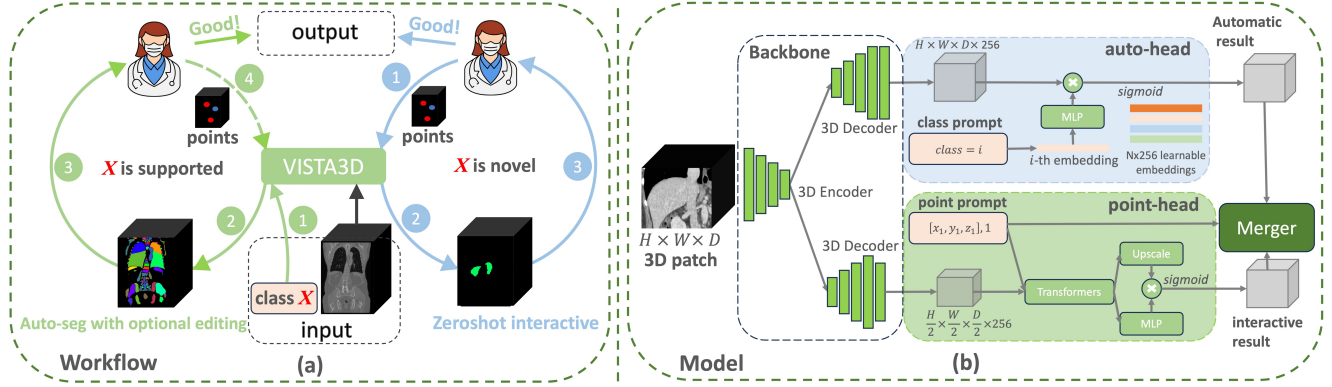 Good!
output
Good!
4
1
points
points
3
X is supported
VISTA3D
X is novel
3
2
1
2
class X
Auto-seg with optional editing
input
Zeroshot interactive
Workflow
(a)
Backbone
H × W × D × 256
auto-head
Automatic
result
sigmoid
3D Decoder
MLP
class prompt
class = i
i-th embedding
Nx256 learnable
embeddings
3D Encoder
H × W × D
3D patch
point prompt
point-head
[x₁, y₁, z₁], 1
Merger
3D Decoder
Upscale
Transformers
sigmoid
MLP
H/2 × W/2 × D/2 × 256
interactive
result
Model
(b)